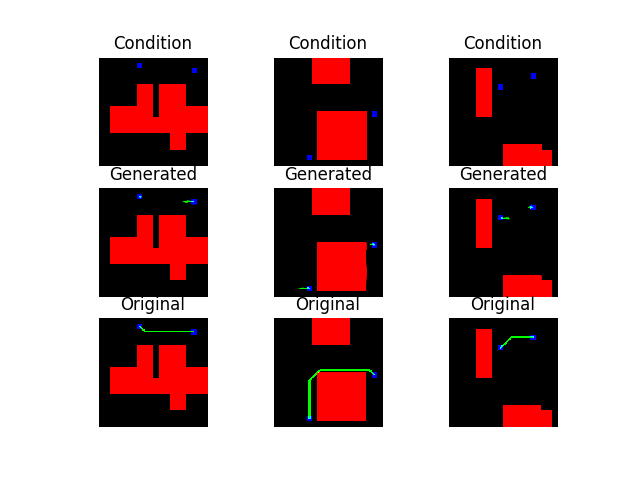 Condition Condition Condition
Generated Generated Generated
Original Original Original